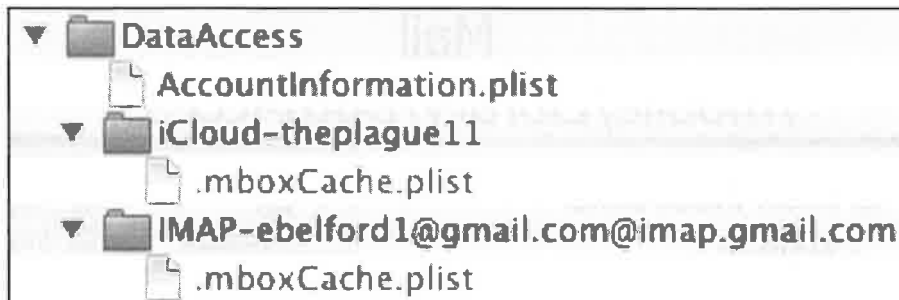 DataAccess
AccountInformation.plist
iCloud-theplague11
.mboxCache.plist
IMAP-ebelford1@gmail.com@imap.gmail.com
.mboxCache.plist